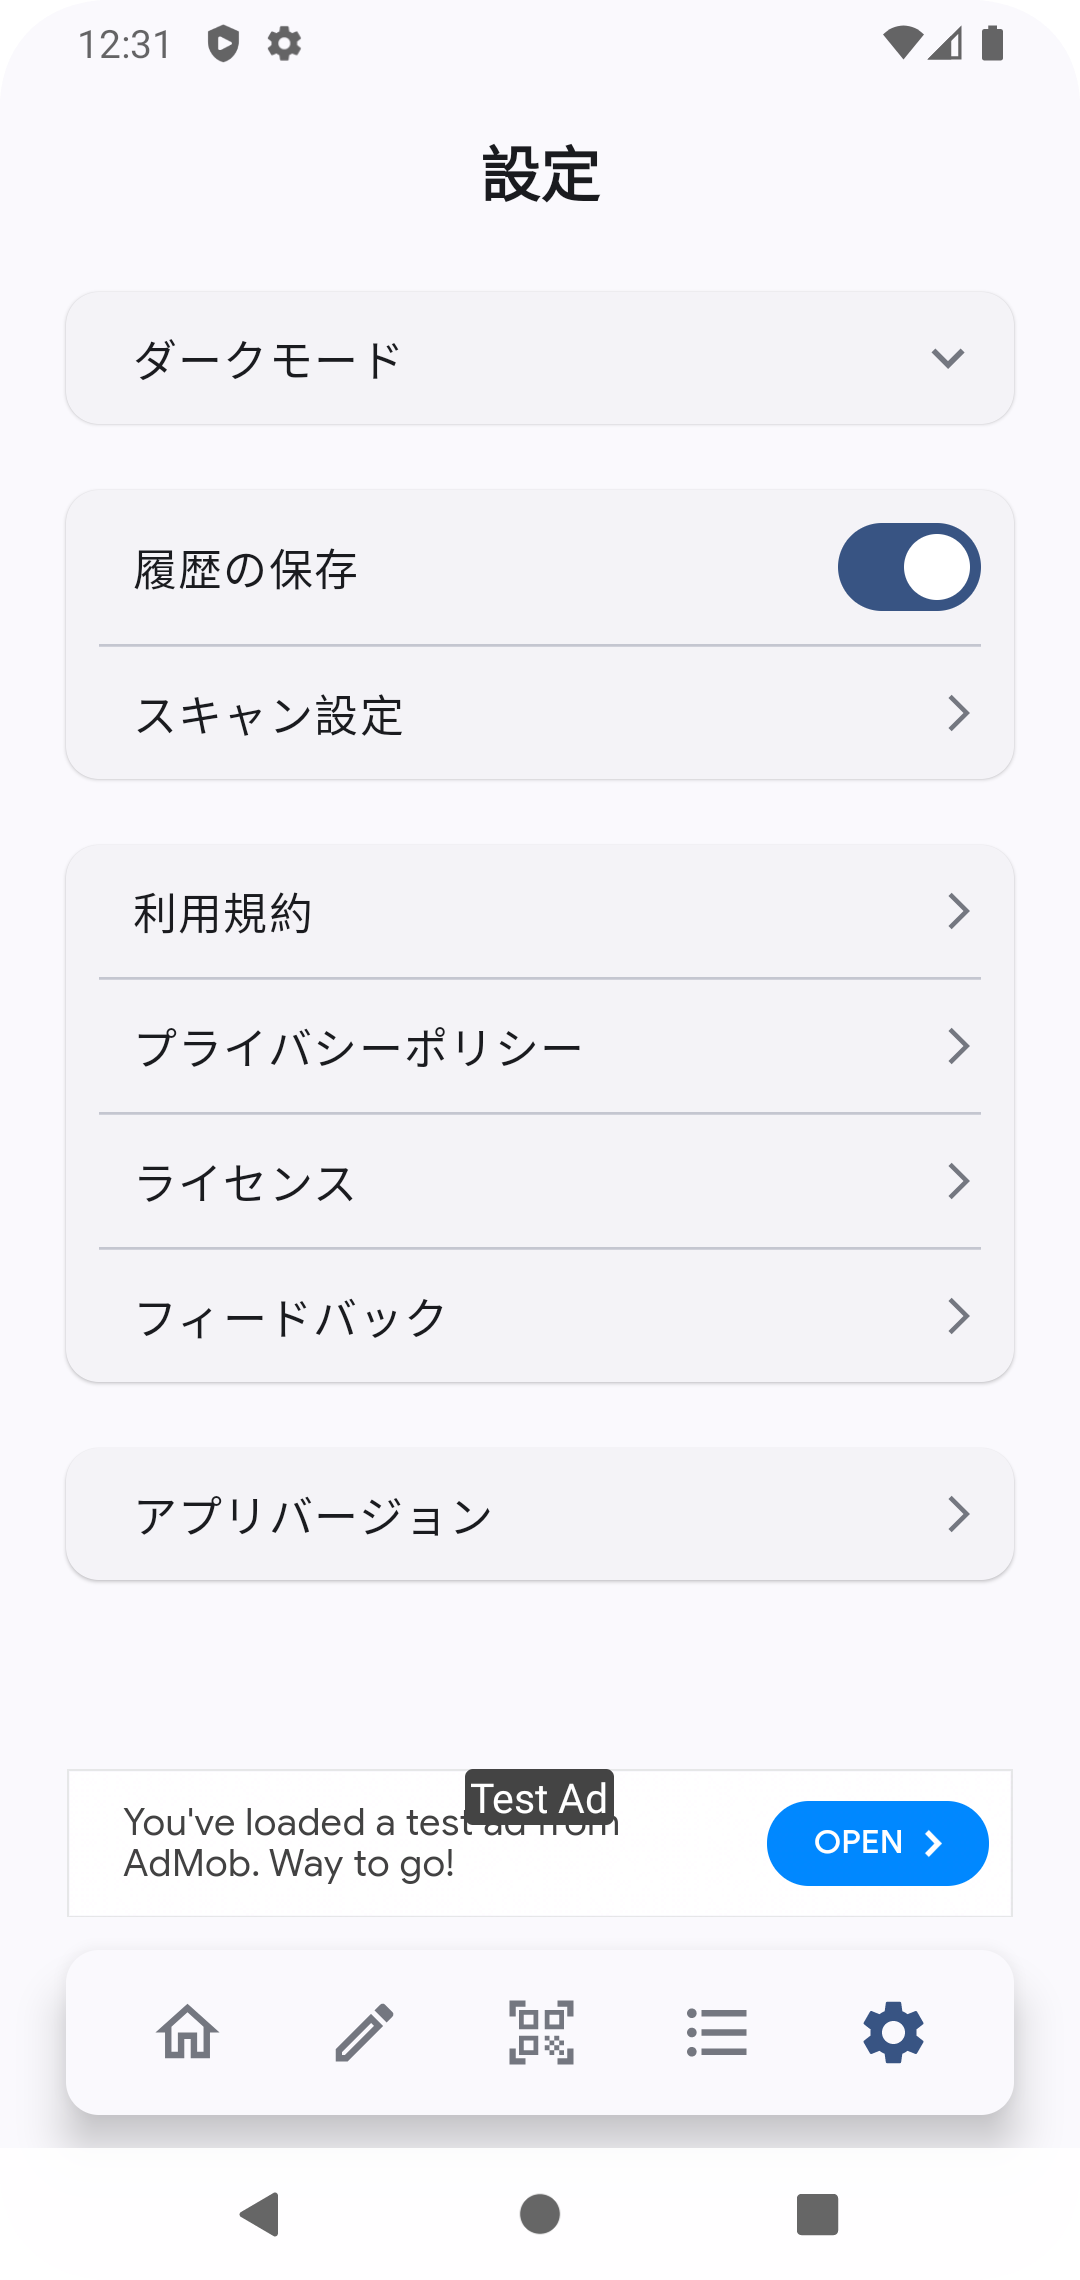 12:31
設定
ダークモード
履歴の保存
スキャン設定
利用規約
プライバシーポリシー
ライセンス
フィードバック
アプリバージョン
Test Ad
You've loaded a test ad from
AdMob. Way to go!
OPEN